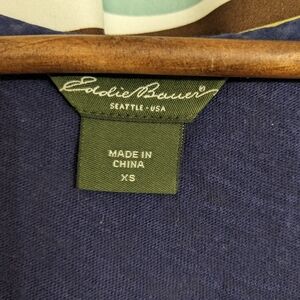 Eddie Bauer®
SEATTLE · USA
MADE IN
CHINA
XS